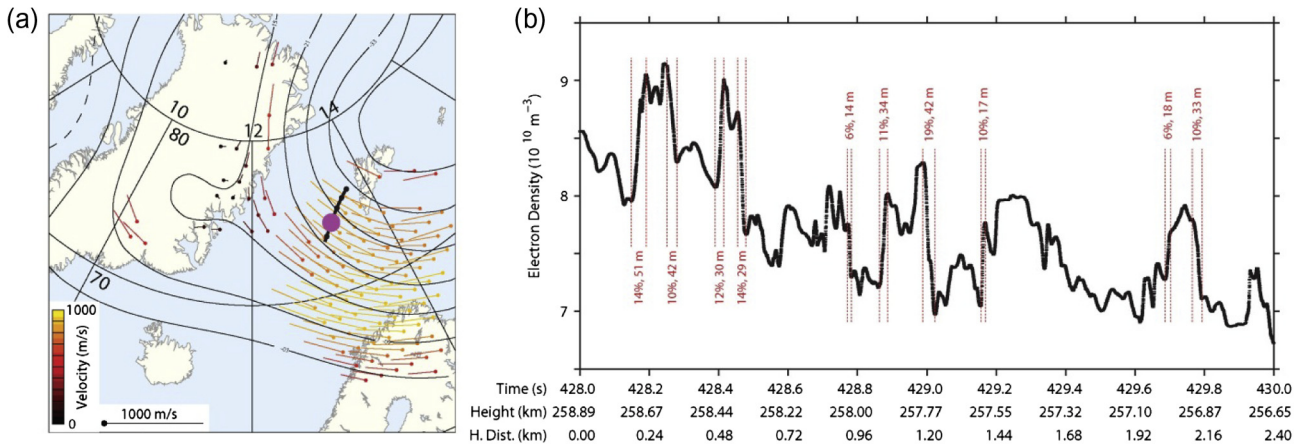 (a)
10
80
12
14
70
1000
0
Velocity (m/s)
1000 m/s
(b)
Electron Density (10¹⁰ m⁻³)
9
8
7
14%, 51 m
10%, 42 m
12%, 30 m
14%, 29 m
6%, 14 m
11%, 34 m
19%, 42 m
10%, 17 m
6%, 18 m
10%, 33 m
Time (s) 428.0 428.2 428.4 428.6 428.8 429.0 429.2 429.4 429.6 429.8 430.0
Height (km) 258.89 258.67 258.44 258.22 258.00 257.77 257.55 257.32 257.10 256.87 256.65
H. Dist. (km) 0.00 0.24 0.48 0.72 0.96 1.20 1.44 1.68 1.92 2.16 2.40